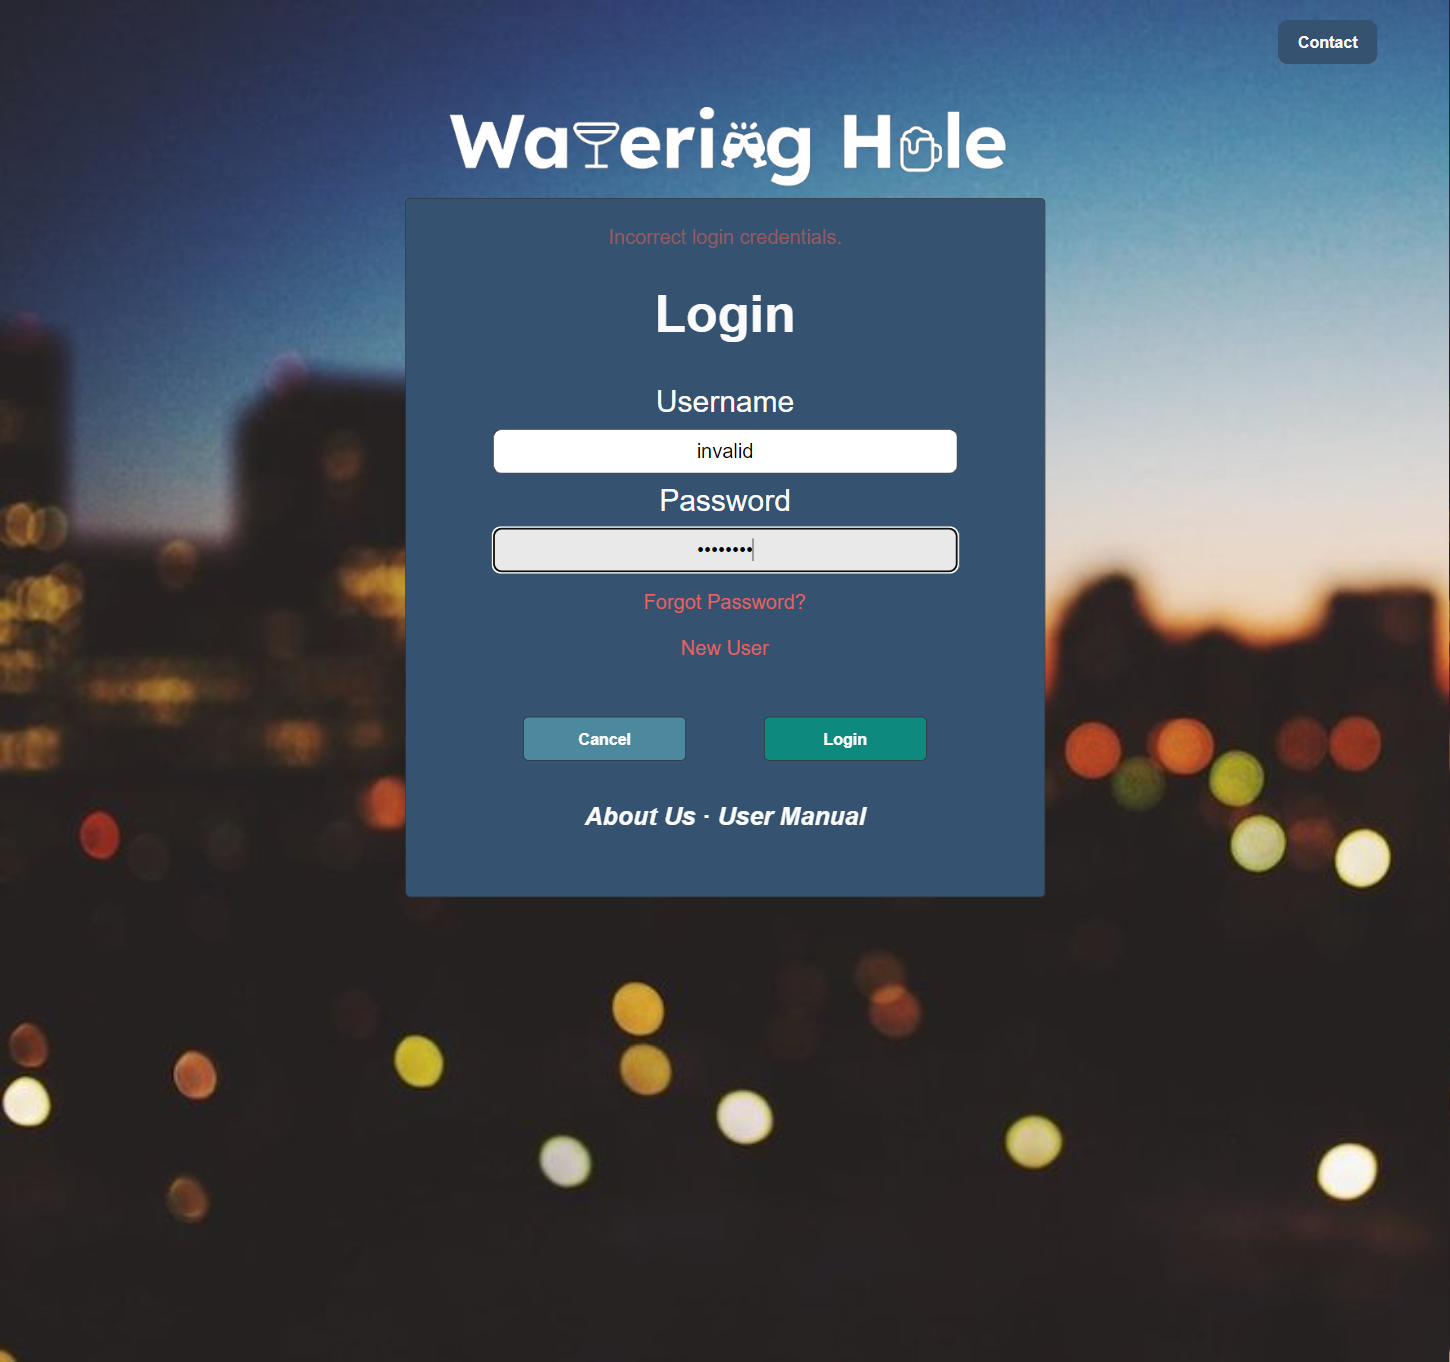 Contact
Watering Hole
Incorrect login credentials.
Login
Username
invalid
Password
••••••••
Forgot Password?
New User
Cancel Login
About Us · User Manual